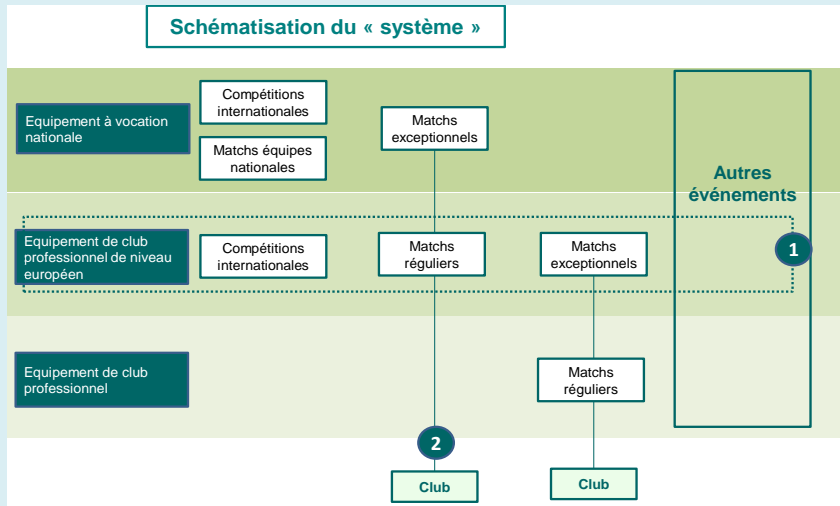 Schématisation du « système »
Equipement à vocation
nationale
Compétitions
internationales
Matchs équipes
nationales
Matchs
exceptionnels
Autres
événements
Equipement de club
professionnel de niveau
européen
Compétitions
internationales
Matchs
réguliers
Matchs
exceptionnels
1
Equipement de club
professionnel
Matchs
réguliers
2
Club
Club